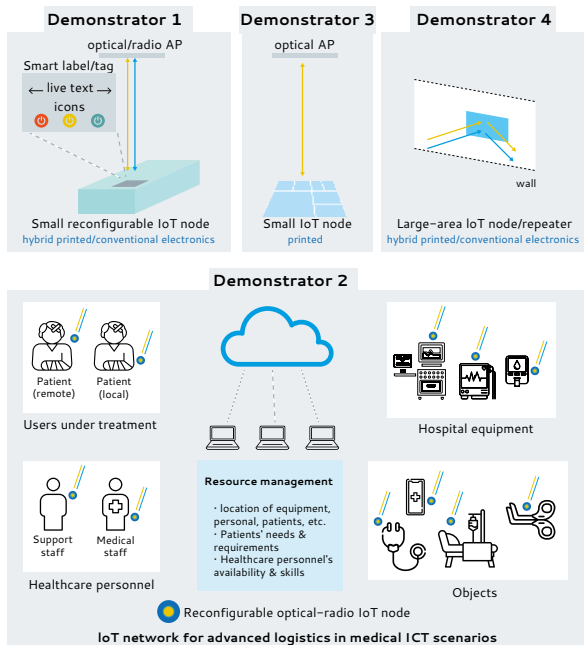 Demonstrator 1
optical/radio AP
Smart label/tag
← live text →
icons
Small reconfigurable IoT node
hybrid printed/conventional electronics
Demonstrator 3
optical AP
Small IoT node
printed
Demonstrator 4
wall
Large-area IoT node/repeater
hybrid printed/conventional electronics
Demonstrator 2
Patient
(remote)
Patient
(local)
Users under treatment
Hospital equipment
Support
staff
Medical
staff
Healthcare personnel
Resource management
· location of equipment,
personal, patients, etc.
· Patients' needs &
requirements
· Healthcare personnel's
availability & skills
Objects
Reconfigurable optical-radio IoT node
IoT network for advanced logistics in medical ICT scenarios